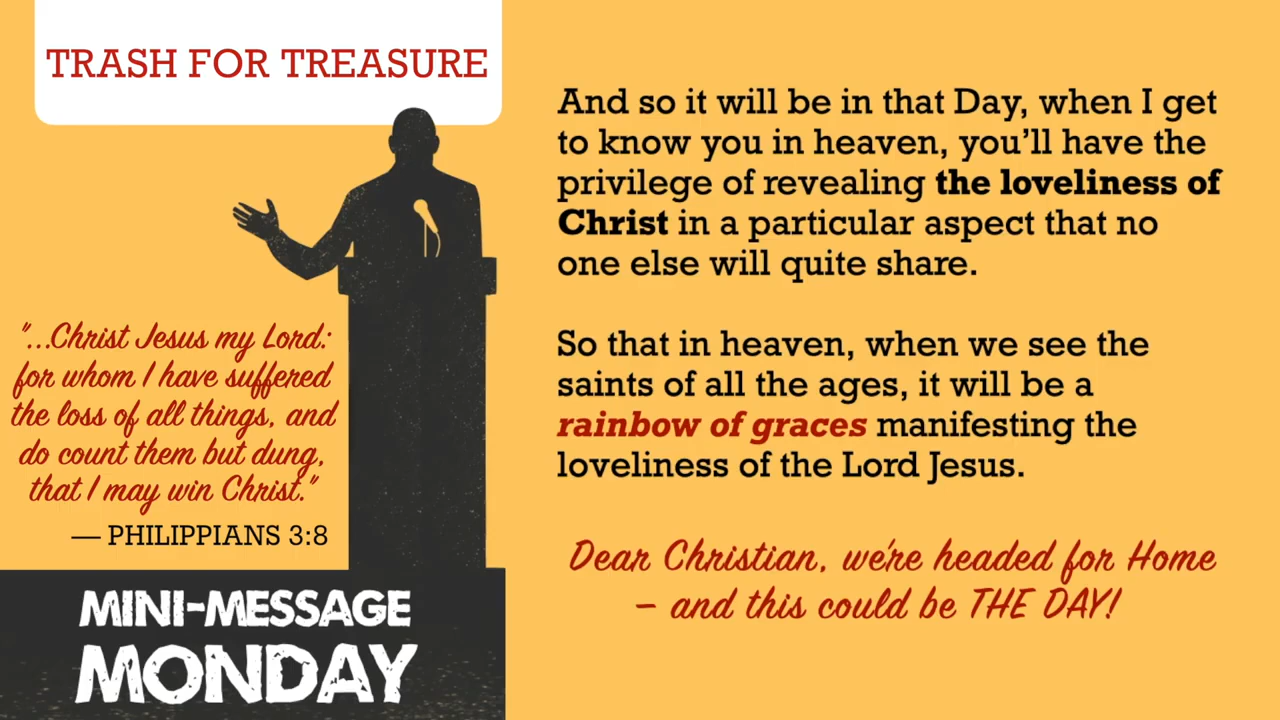 TRASH FOR TREASURE
"...Christ Jesus my Lord:
for whom I have suffered
the loss of all things, and
do count them but dung,
that I may win Christ."
— PHILIPPIANS 3:8
MINI-MESSAGE
MONDAY
And so it will be in that Day, when I get
to know you in heaven, you'll have the
privilege of revealing the loveliness of
Christ in a particular aspect that no
one else will quite share.
So that in heaven, when we see the
saints of all the ages, it will be a
rainbow of graces manifesting the
loveliness of the Lord Jesus.
Dear Christian, we're headed for Home
– and this could be THE DAY!